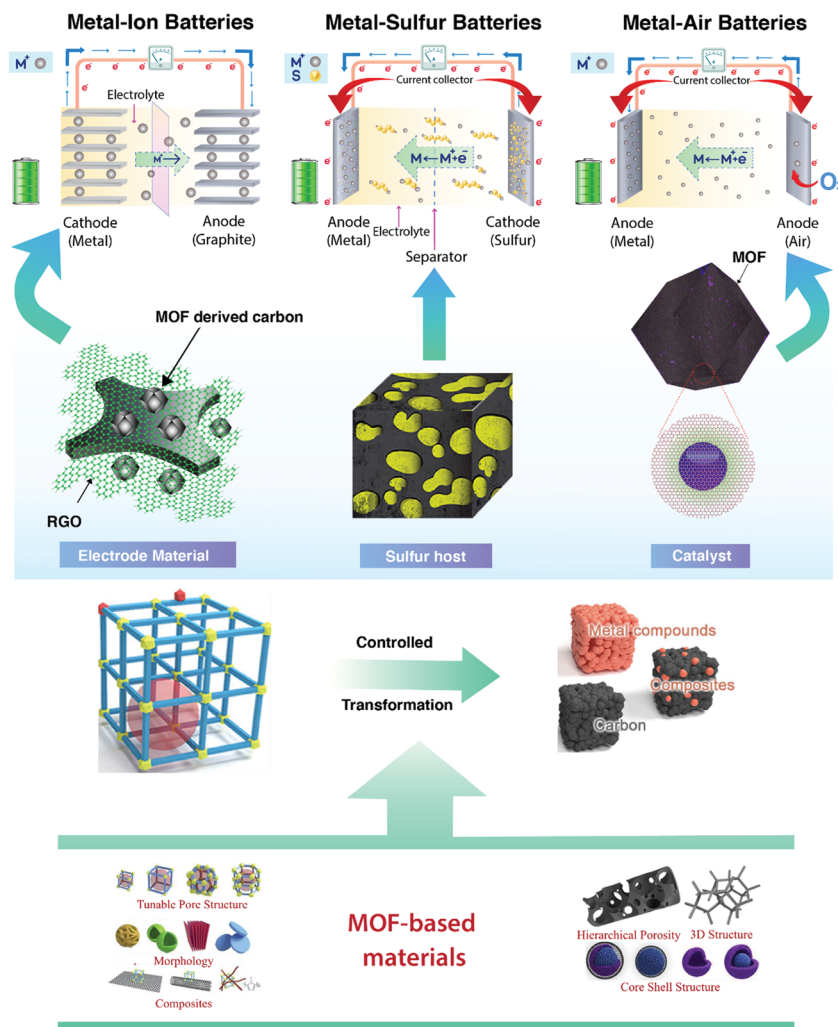 Metal-Ion Batteries
Metal-Sulfur Batteries
Metal-Air Batteries
M⁺
e⁻ e⁻ e⁻ e⁻ e⁻ e⁻
Electrolyte
M⁺
Cathode
(Metal)
Anode
(Graphite)
M⁺
S
e⁻ e⁻ e⁻ e⁻ e⁻ e⁻
Current collector
M←M⁺+e⁻
Anode
(Metal)
Electrolyte
Separator
Cathode
(Sulfur)
M⁺
e⁻ e⁻ e⁻ e⁻ e⁻ e⁻
Current collector
M←M⁺+e⁻
O₂
Anode
(Metal)
Anode
(Air)
MOF derived carbon
RGO
Electrode Material
Sulfur host
MOF
Catalyst
Controlled
Transformation
Metal compounds
Composites
Carbon
Tunable Pore Structure
Morphology
Composites
MOF-based
materials
Hierarchical Porosity
3D Structure
Core Shell Structure